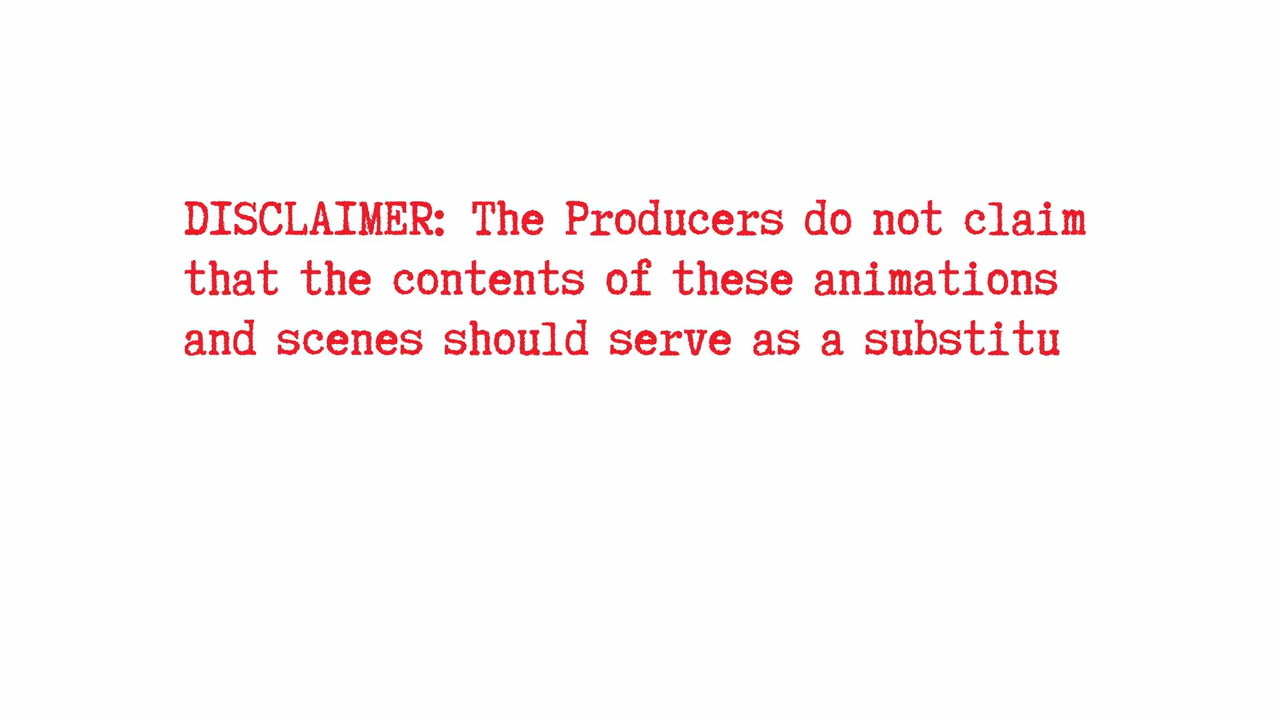 DISCLAIMER: The Producers do not claim
that the contents of these animations
and scenes should serve as a substitu